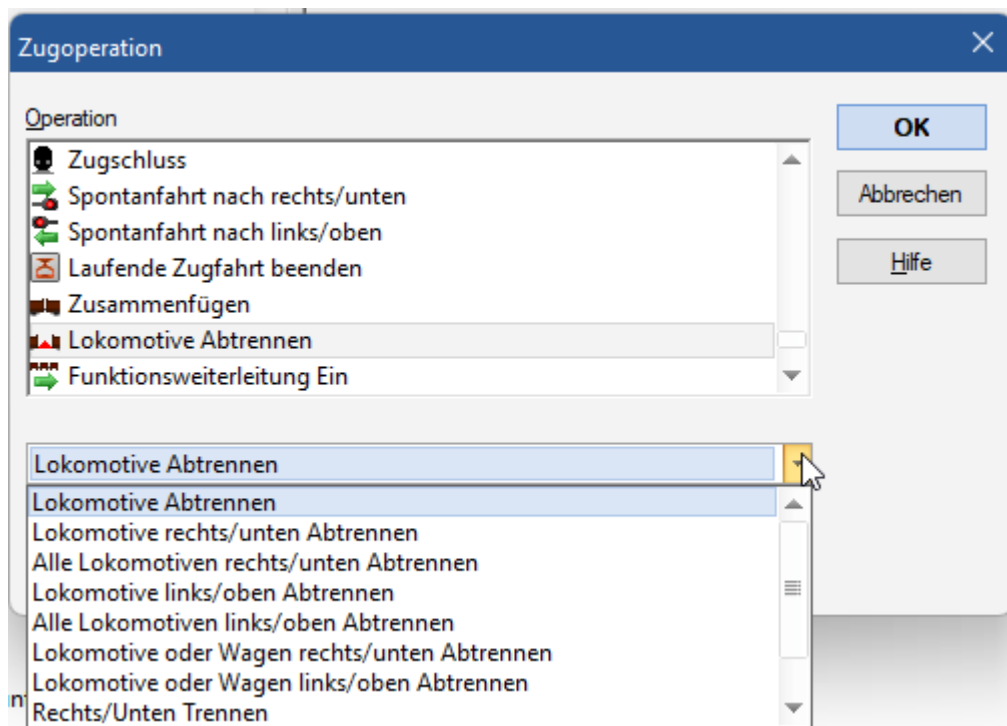 Zugoperation
Operation
Zugschluss
Spontanfahrt nach rechts/unten
Spontanfahrt nach links/oben
Laufende Zugfahrt beenden
Zusammenfügen
Lokomotive Abtrennen
Funktionsweiterleitung Ein
OK
Abbrechen
Hilfe
Lokomotive Abtrennen
Lokomotive Abtrennen
Lokomotive rechts/unten Abtrennen
Alle Lokomotiven rechts/unten Abtrennen
Lokomotive links/oben Abtrennen
Alle Lokomotiven links/oben Abtrennen
Lokomotive oder Wagen rechts/unten Abtrennen
Lokomotive oder Wagen links/oben Abtrennen
Rechts/Unten Trennen